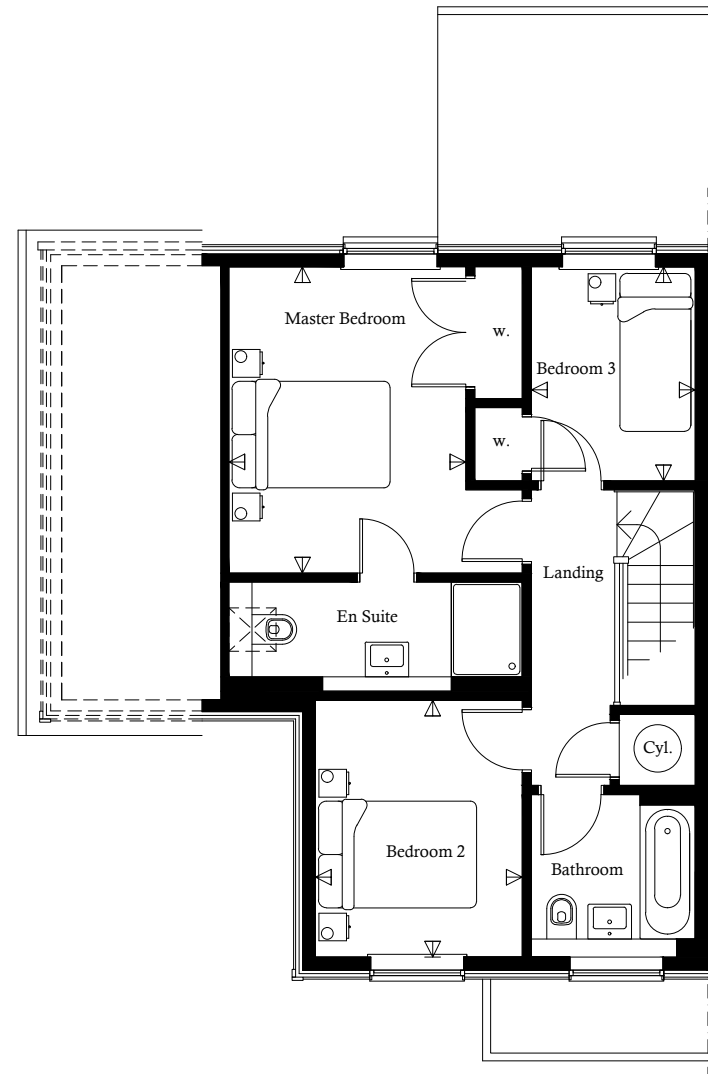 Master Bedroom
w.
Bedroom 3
w.
Landing
En Suite
Cyl.
Bedroom 2
Bathroom